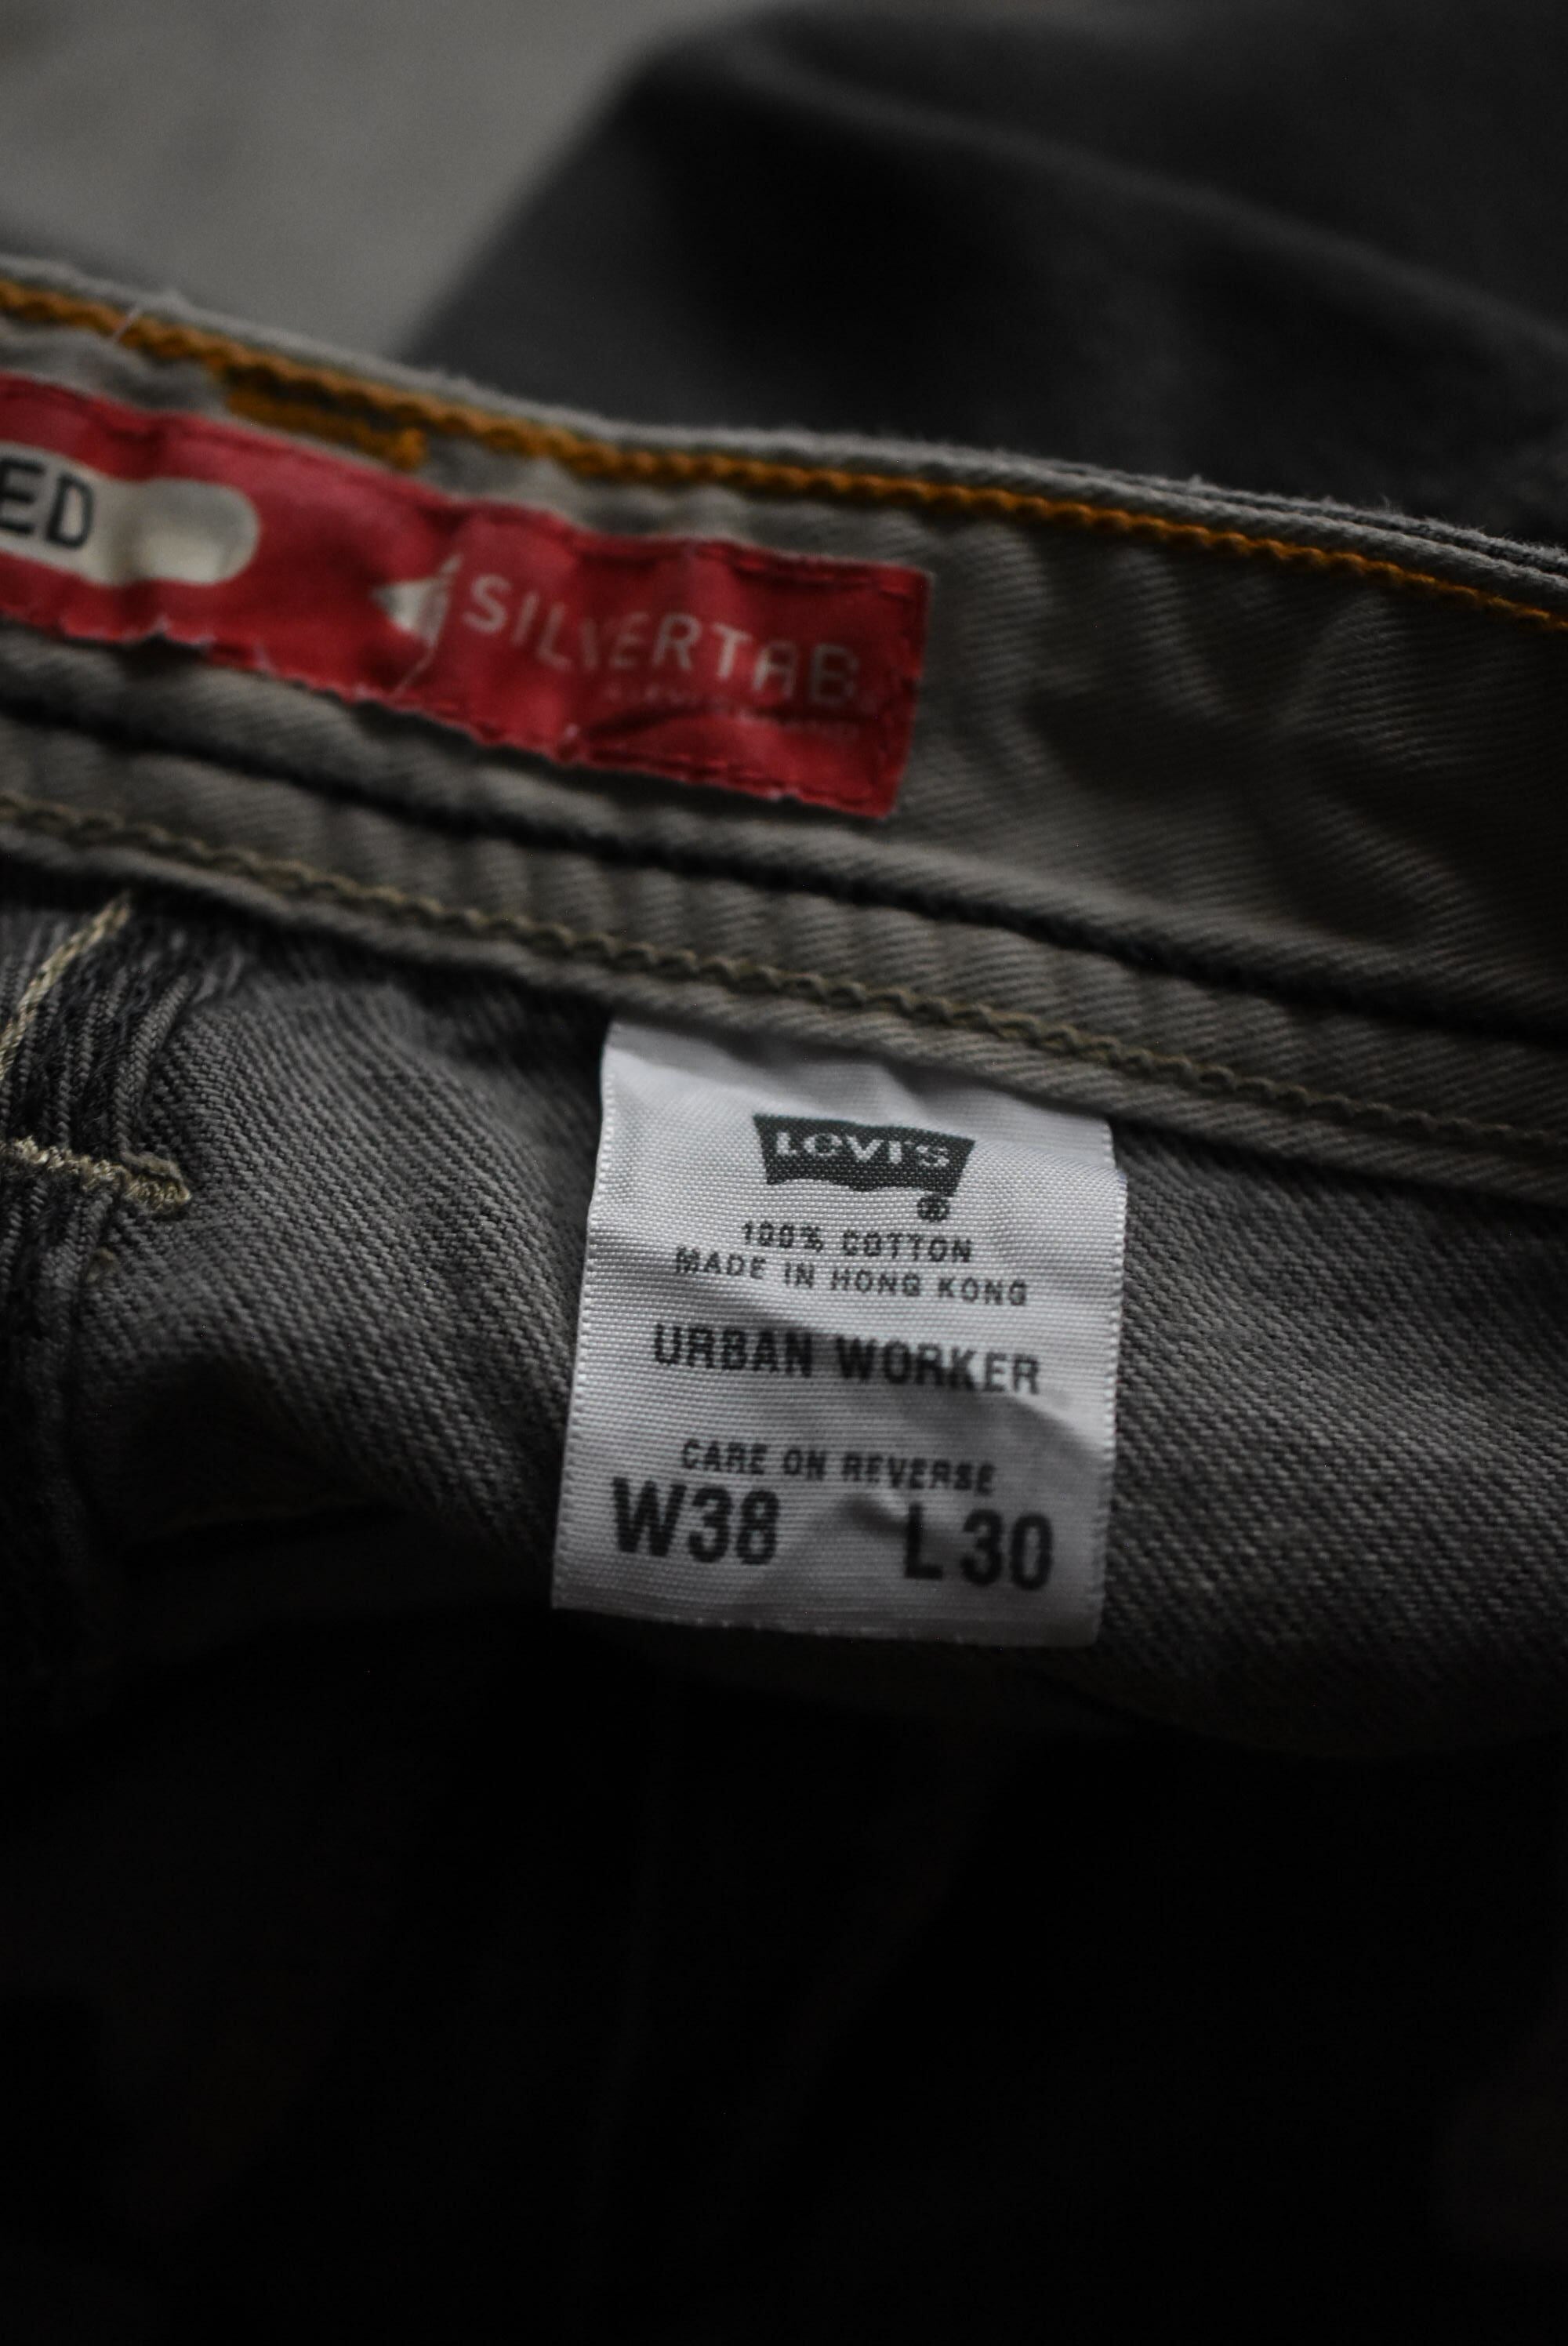 ED
SILVERTAB
Levi's
®
100% COTTON
MADE IN HONG KONG
URBAN WORKER
CARE ON REVERSE
W38 L30